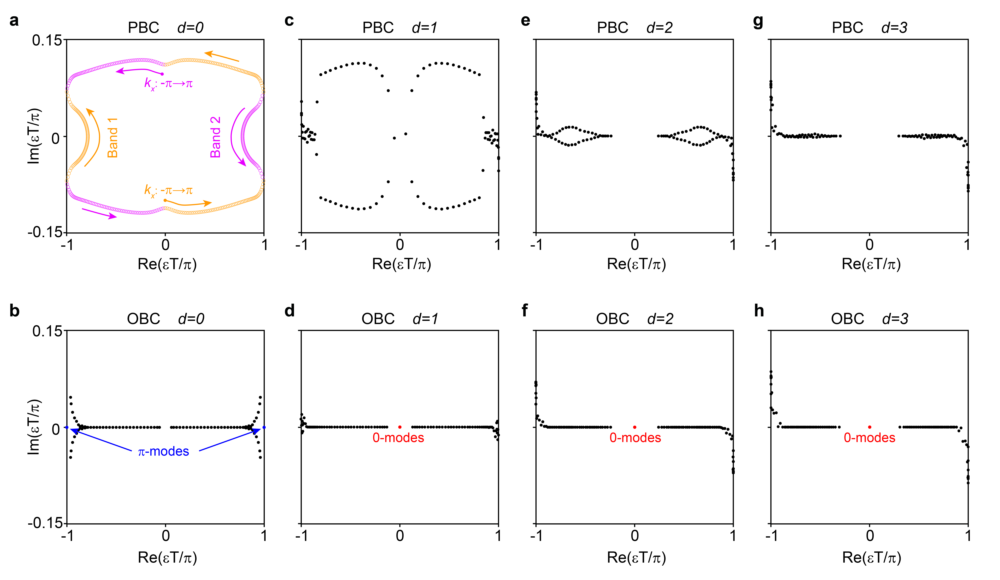 a
PBC d=0
0.15
0
-0.15
-1
0
1
Im(εT/π)
Re(εT/π)
kx: -π→π
Band 1
Band 2
kx: -π→π
c
PBC d=1
-1
0
1
Re(εT/π)
e
PBC d=2
-1
0
1
Re(εT/π)
g
PBC d=3
-1
0
1
Re(εT/π)
b
OBC d=0
0.15
0
-0.15
-1
0
1
Im(εT/π)
Re(εT/π)
π-modes
d
OBC d=1
0-modes
-1
0
1
Re(εT/π)
f
OBC d=2
0-modes
-1
0
1
Re(εT/π)
h
OBC d=3
0-modes
-1
0
1
Re(εT/π)